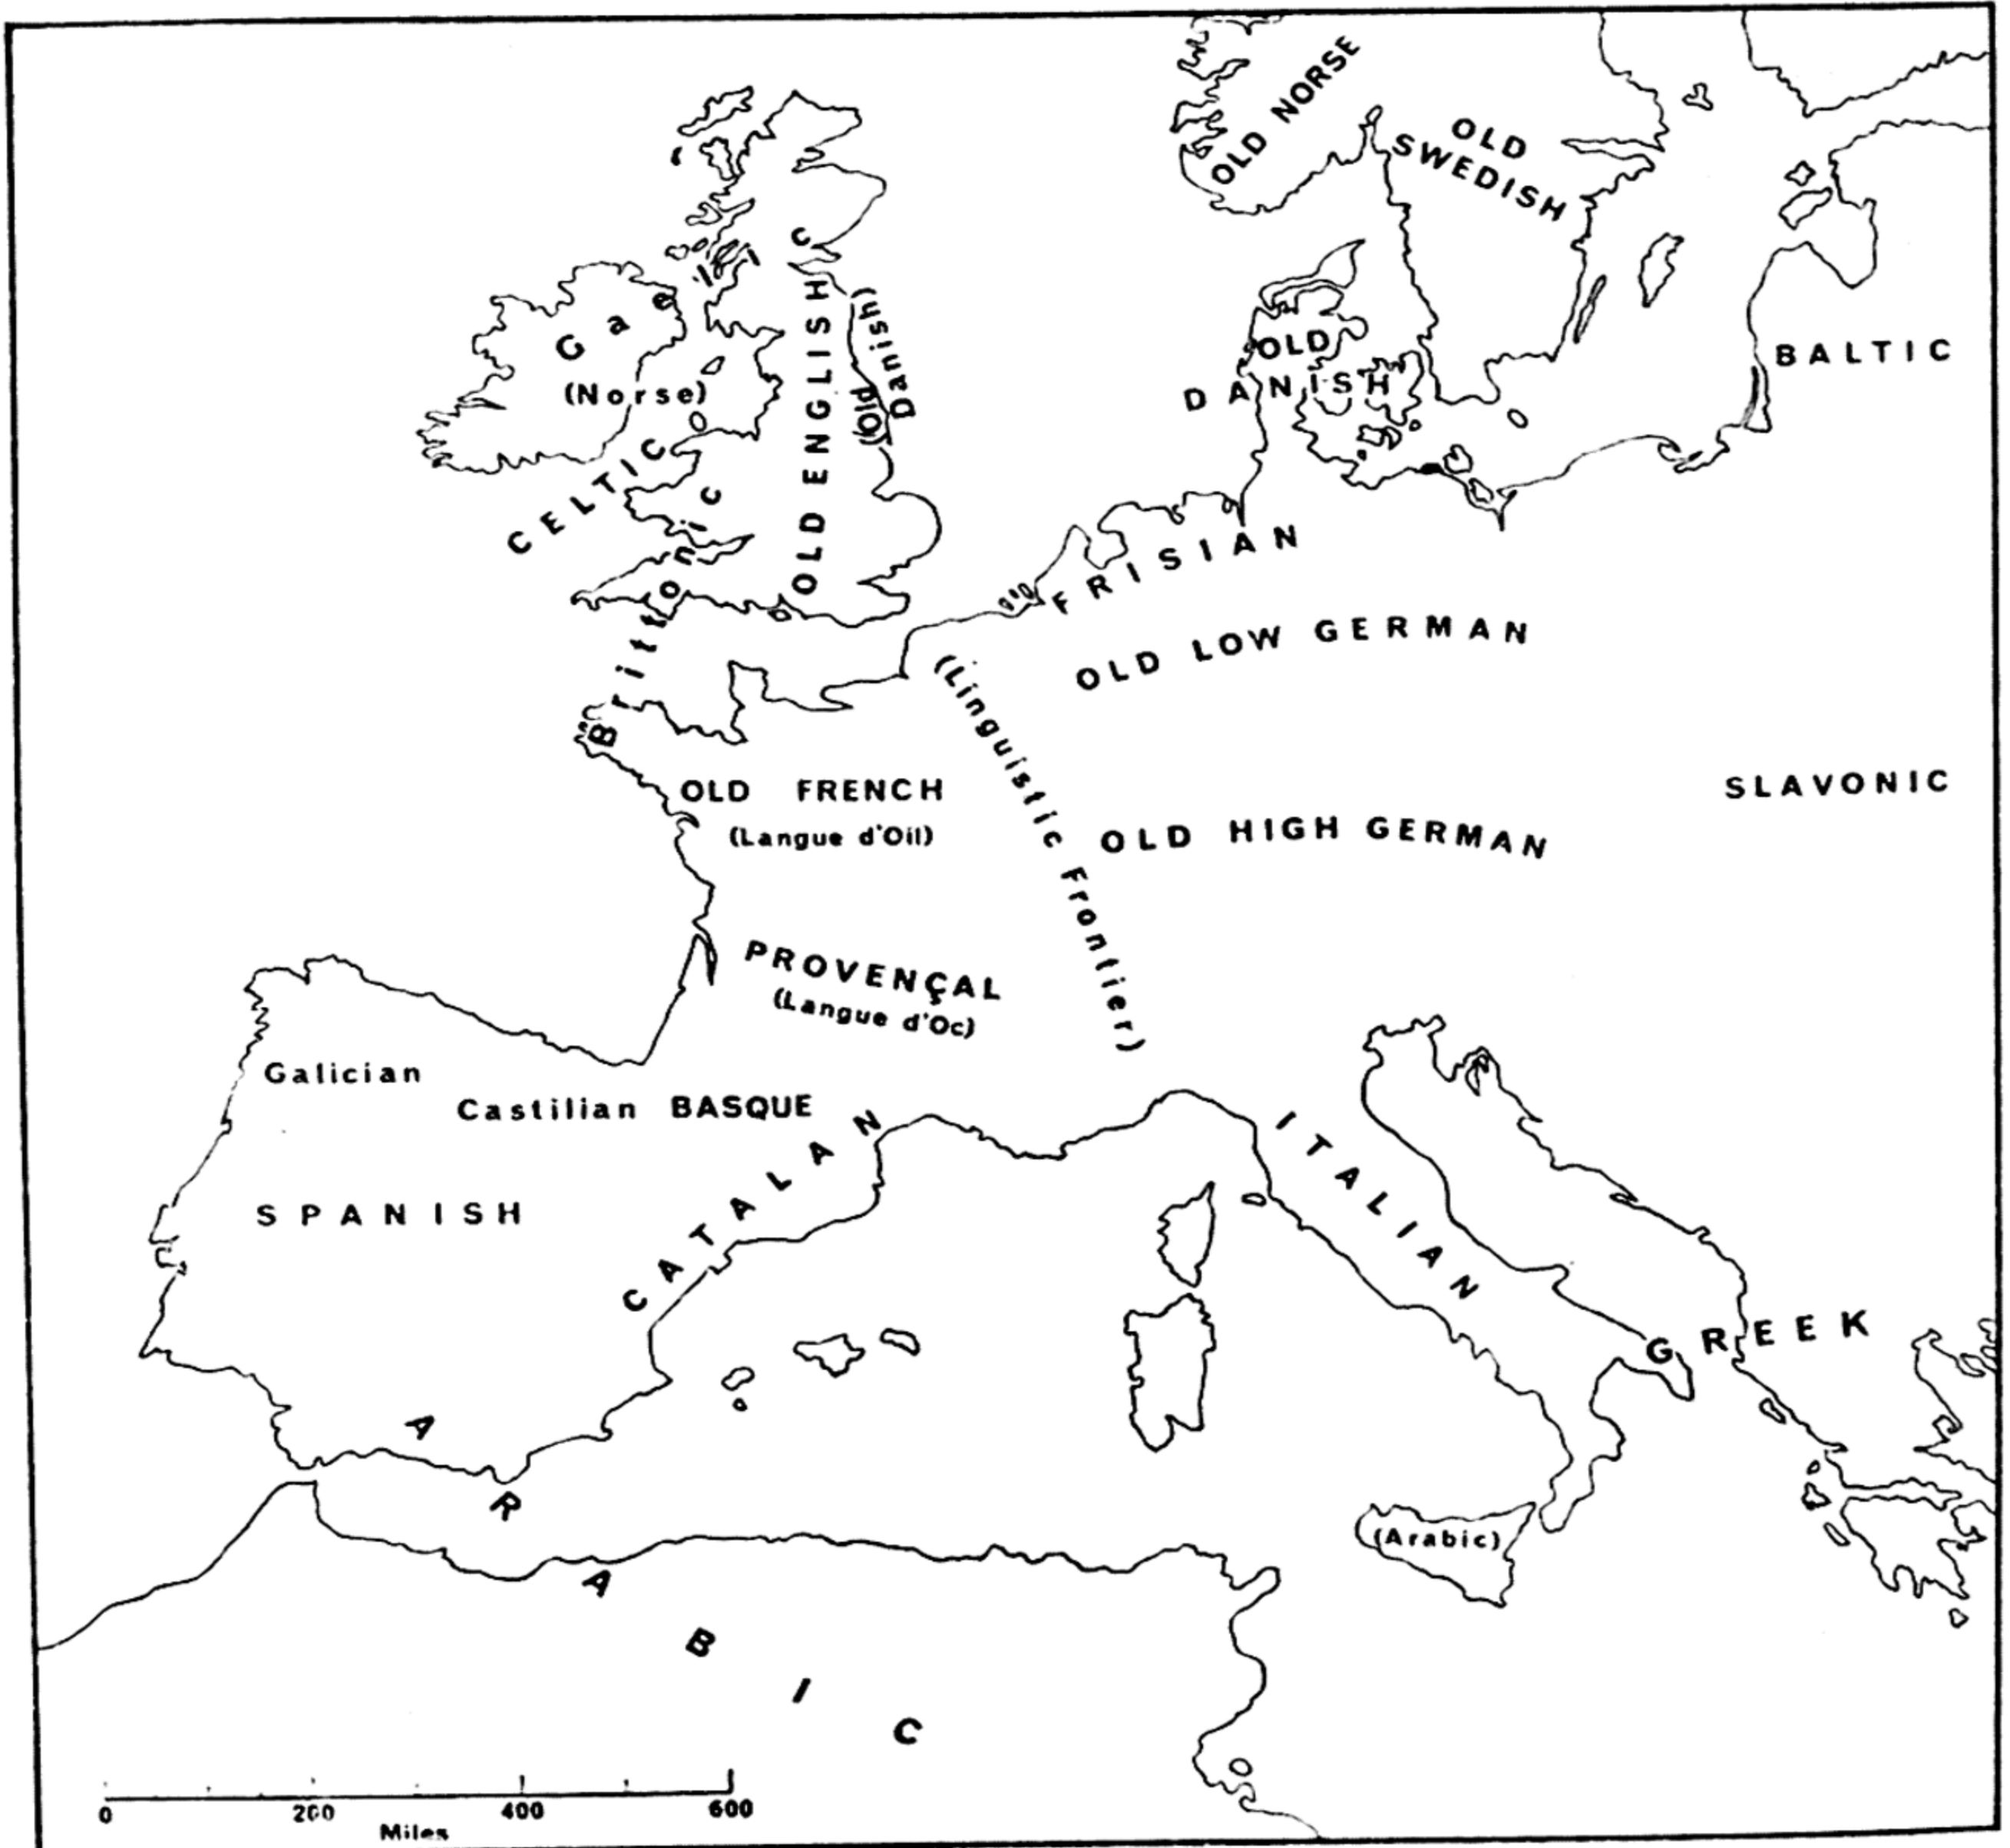 OLD NORSE
OLD
SWEDISH
Gaelic
(Norse)
OLD ENGLISH
(Old Danish)
OLD
DANISH
BALTIC
CELTIC
Brittonic
FRISIAN
OLD LOW GERMAN
(Linguistic Frontier)
OLD FRENCH
(Langue d'Oil)
SLAVONIC
OLD HIGH GERMAN
PROVENÇAL
(Langue d'Oc)
Galician
Castilian BASQUE
CATALAN
ITALIAN
SPANISH
GREEK
ARABIC
(Arabic)
0 200 400 600
Miles